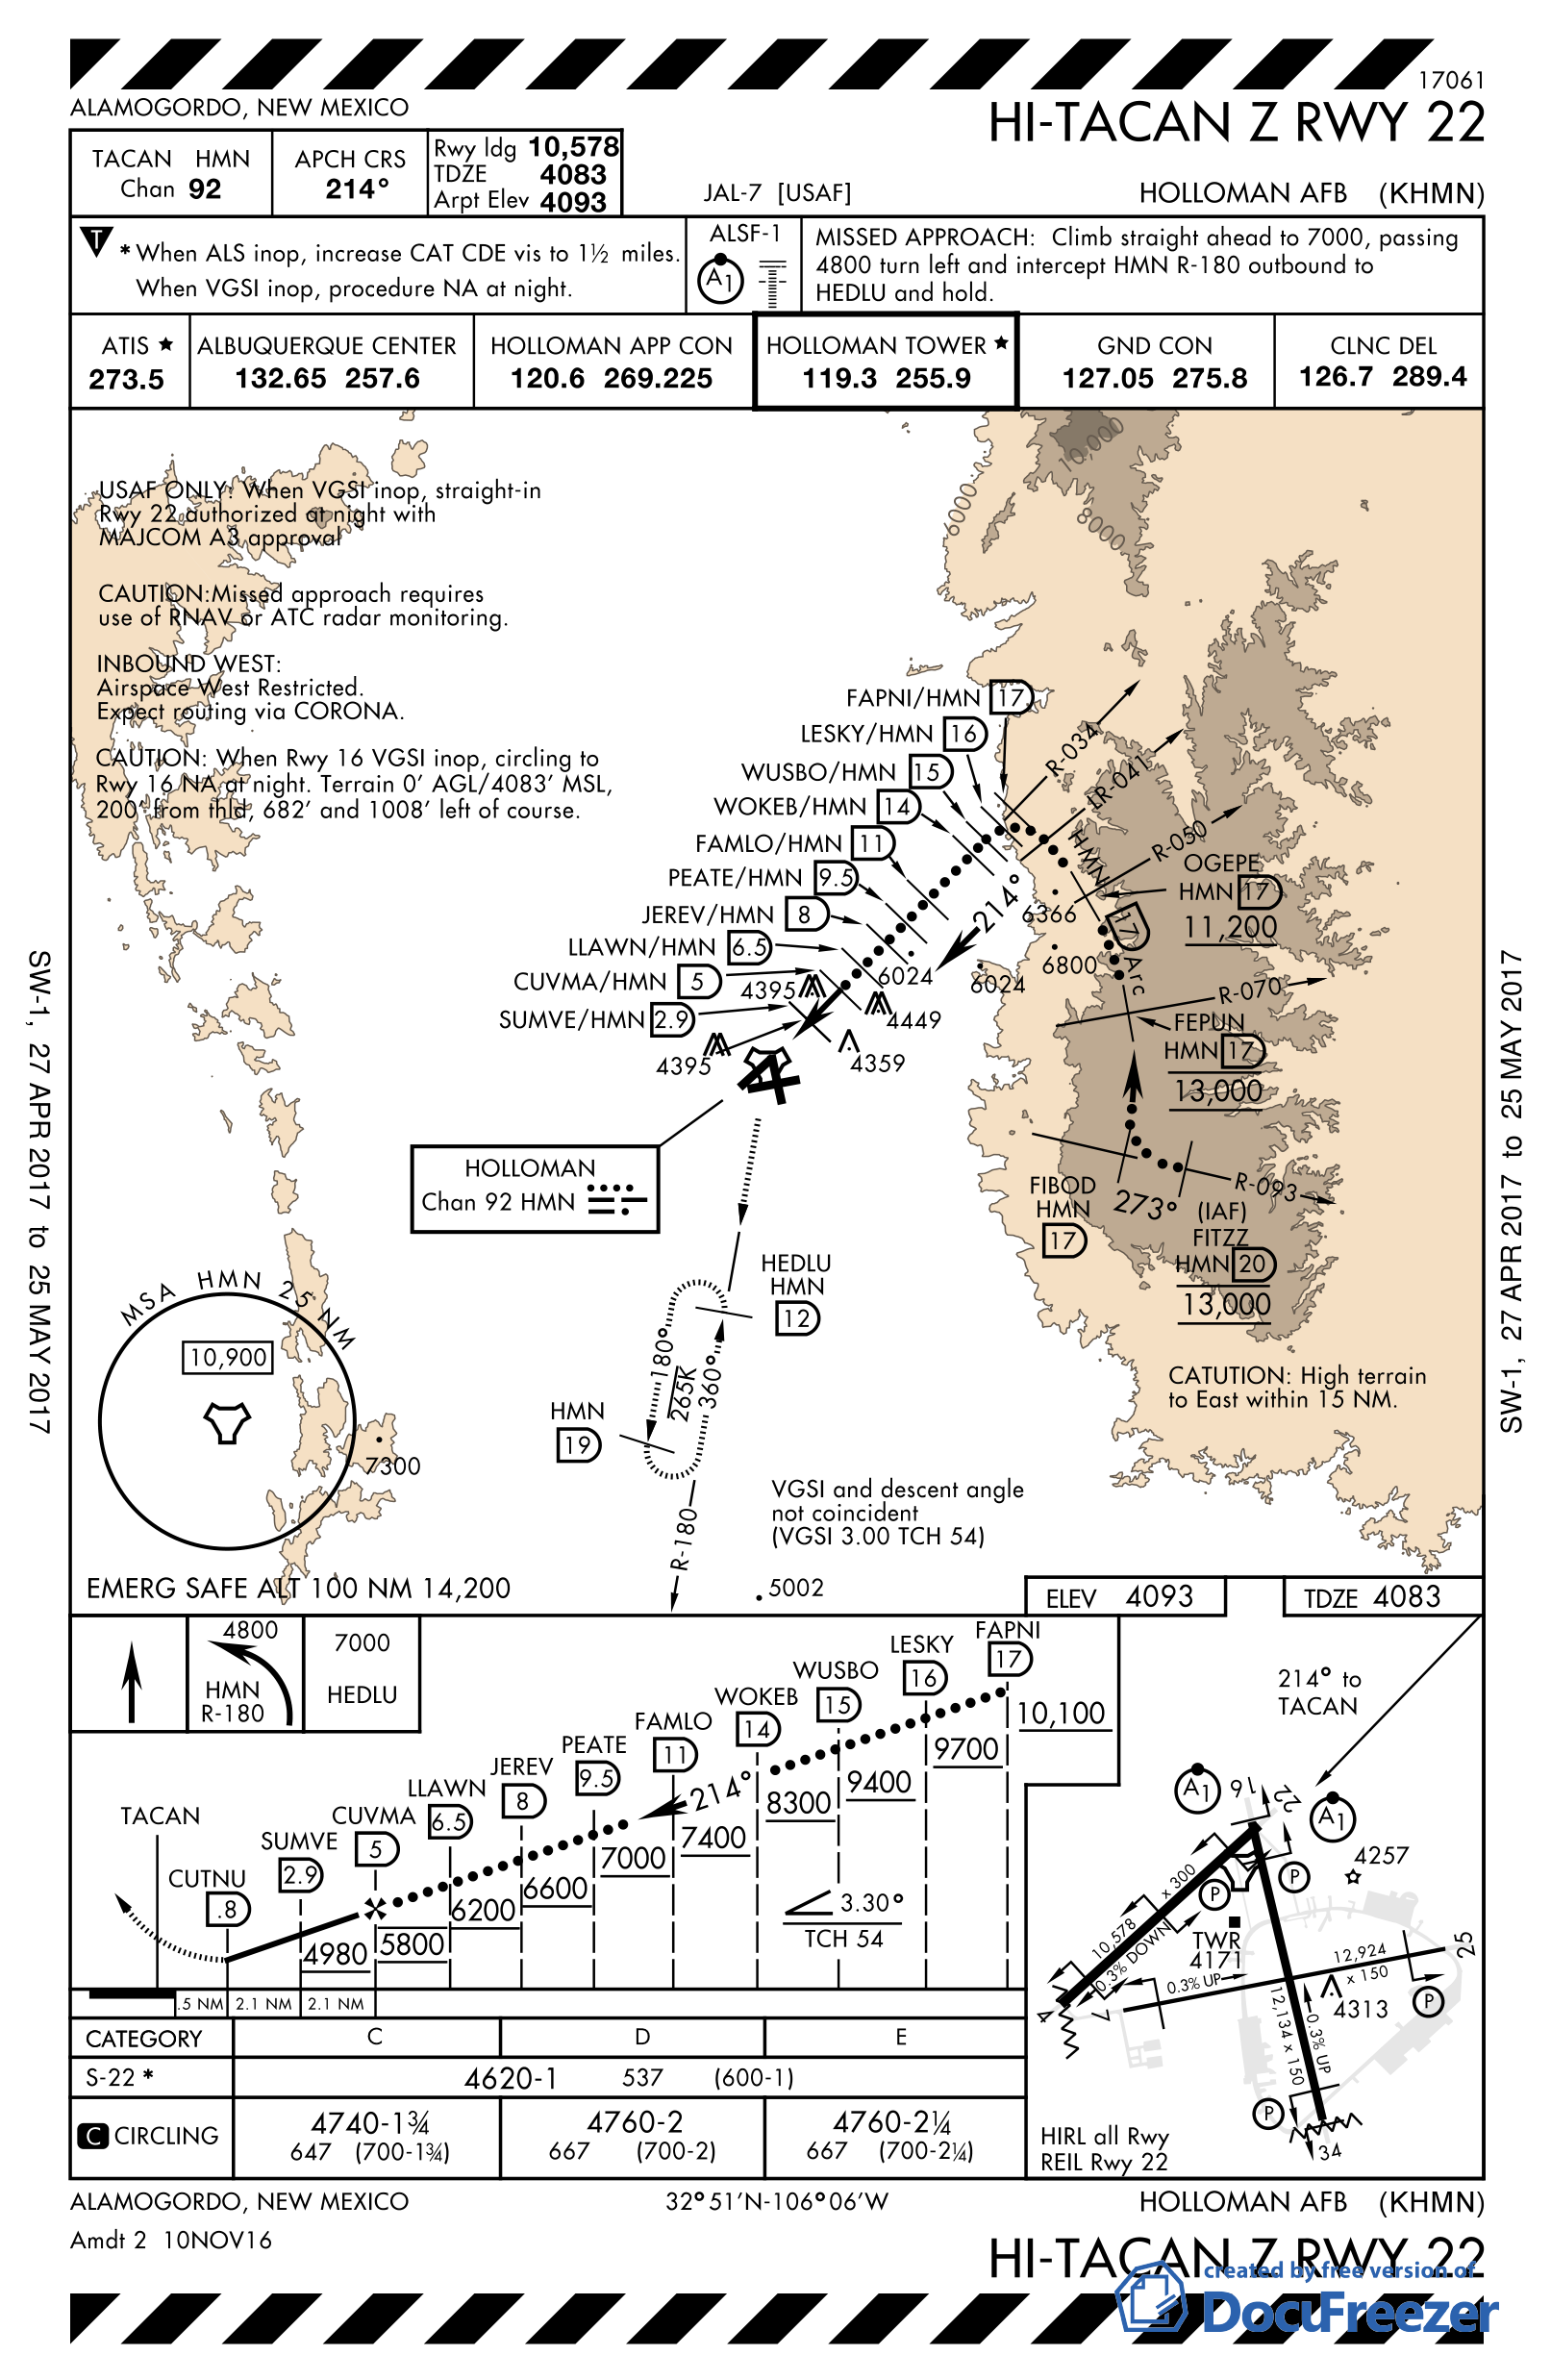 17061
ALAMOGORDO, NEW MEXICO
HI-TACAN Z RWY 22
TACAN HMN
Chan 92
APCH CRS
214°
Rwy ldg 10,578
TDZE 4083
Arpt Elev 4093
JAL-7 [USAF]
HOLLOMAN AFB (KHMN)
T
* When ALS inop, increase CAT CDE vis to 1½ miles.
When VGSI inop, procedure NA at night.
ALSF-1
A1
MISSED APPROACH: Climb straight ahead to 7000, passing
4800 turn left and intercept HMN R-180 outbound to
HEDLU and hold.
ATIS ★
273.5
ALBUQUERQUE CENTER
132.65 257.6
HOLLOMAN APP CON
120.6 269.225
HOLLOMAN TOWER ★
119.3 255.9
GND CON
127.05 275.8
CLNC DEL
126.7 289.4
USAF ONLY: When VGSI inop, straight-in
Rwy 22 authorized at night with
MAJCOM A3 approval
CAUTION:Missed approach requires
use of RNAV or ATC radar monitoring.
INBOUND WEST:
Airspace West Restricted.
Expect routing via CORONA.
CAUTION: When Rwy 16 VGSI inop, circling to
Rwy 16 NA at night. Terrain 0' AGL/4083' MSL,
200' from thld, 682' and 1008' left of course.
10,000
6000
8000
FAPNI/HMN 17
LESKY/HMN 16
WUSBO/HMN 15
WOKEB/HMN 14
FAMLO/HMN 11
PEATE/HMN 9.5
JEREV/HMN 8
LLAWN/HMN 6.5
CUVMA/HMN 5
SUMVE/HMN 2.9
R-034
LR-041
R-050
HMN 17 Arc
214°
OGEPE
HMN 17
11,200
6366
6800
6024
6024
4395
4449
4395
4359
R-070
FEPUN
HMN 17
13,000
R-093
273°
FIBOD
HMN
17
(IAF)
FITZZ
HMN 20
13,000
HOLLOMAN
Chan 92 HMN
HEDLU
HMN
12
180°
265K
360°
HMN
19
R-180
MSA HMN 25 NM
10,900
7300
CATUTION: High terrain
to East within 15 NM.
VGSI and descent angle
not coincident
(VGSI 3.00 TCH 54)
5002
EMERG SAFE ALT 100 NM 14,200
SW-1, 27 APR 2017 to 25 MAY 2017
SW-1, 27 APR 2017 to 25 MAY 2017
ELEV 4093
TDZE 4083
4800
HMN
R-180
7000
HEDLU
FAPNI
17
LESKY
16
WUSBO
15
WOKEB
14
FAMLO
11
PEATE
9.5
JEREV
8
LLAWN
6.5
CUVMA
5
SUMVE
2.9
CUTNU
.8
TACAN
214°
10,100
9700
9400
8300
7400
7000
6600
6200
5800
4980
3.30°
TCH 54
.5 NM
2.1 NM
2.1 NM
214° to
TACAN
A1
16
22
A1
4257
P
P
x 300
10,578
0.3% DOWN
TWR
4171
0.3% UP
12,924
x 150
25
4
7
4313
P
12,134 x 150
0.3% UP
P
34
HIRL all Rwy
REIL Rwy 22
CATEGORY C D E
S-22 * 4620-1 537 (600-1)
C CIRCLING
4740-1¾
647 (700-1¾)
4760-2
667 (700-2)
4760-2¼
667 (700-2¼)
ALAMOGORDO, NEW MEXICO
32°51'N-106°06'W
HOLLOMAN AFB (KHMN)
Amdt 2 10NOV16
HI-TACAN Z RWY 22
created by free version of
DocuFreezer